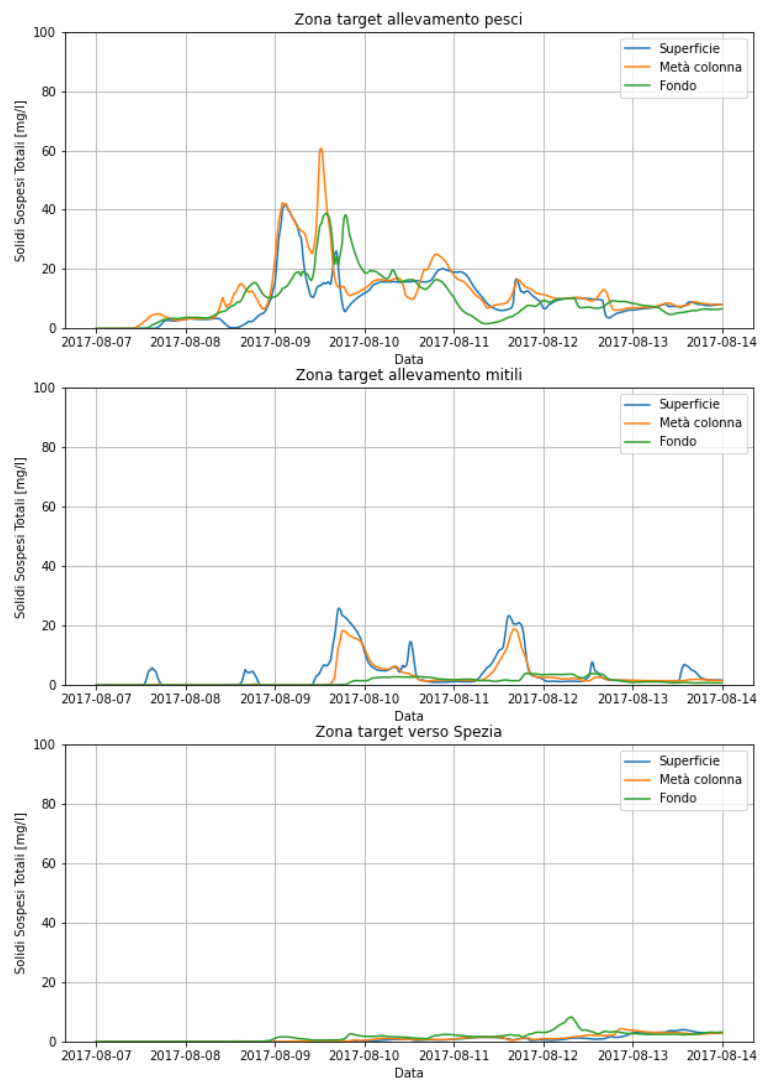 Zona target allevamento pesci
100
80
60
40
20
0
Solidi Sospesi Totali [mg/l]
Superficie
Metà colonna
Fondo
2017-08-07 2017-08-08 2017-08-09 2017-08-10 2017-08-11 2017-08-12 2017-08-13 2017-08-14
Data
Zona target allevamento mitili
100
80
60
40
20
0
Solidi Sospesi Totali [mg/l]
Superficie
Metà colonna
Fondo
2017-08-07 2017-08-08 2017-08-09 2017-08-10 2017-08-11 2017-08-12 2017-08-13 2017-08-14
Data
Zona target verso Spezia
100
80
60
40
20
0
Solidi Sospesi Totali [mg/l]
Superficie
Metà colonna
Fondo
2017-08-07 2017-08-08 2017-08-09 2017-08-10 2017-08-11 2017-08-12 2017-08-13 2017-08-14
Data